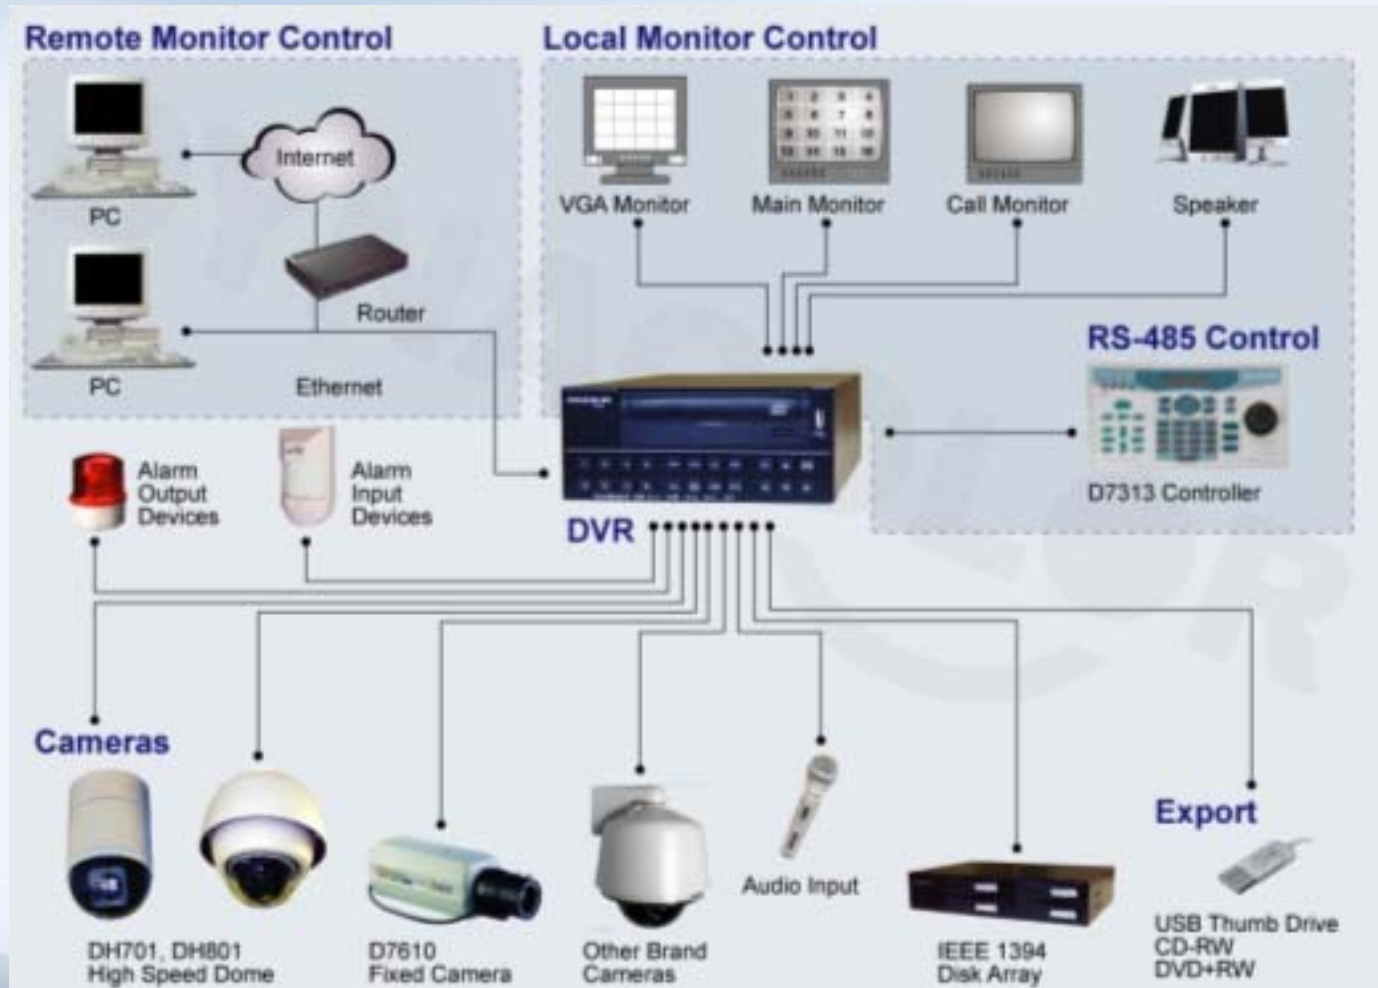 Remote Monitor Control
Local Monitor Control
Internet
PC
VGA Monitor
Main Monitor
Call Monitor
Speaker
Router
RS-485 Control
PC
Ethernet
Alarm
Output
Devices
Alarm
Input
Devices
D7313 Controller
DVR
Cameras
Export
Audio Input
DH701, DH801
High Speed Dome
D7610
Fixed Camera
Other Brand
Cameras
IEEE 1394
Disk Array
USB Thumb Drive
CD-RW
DVD+RW